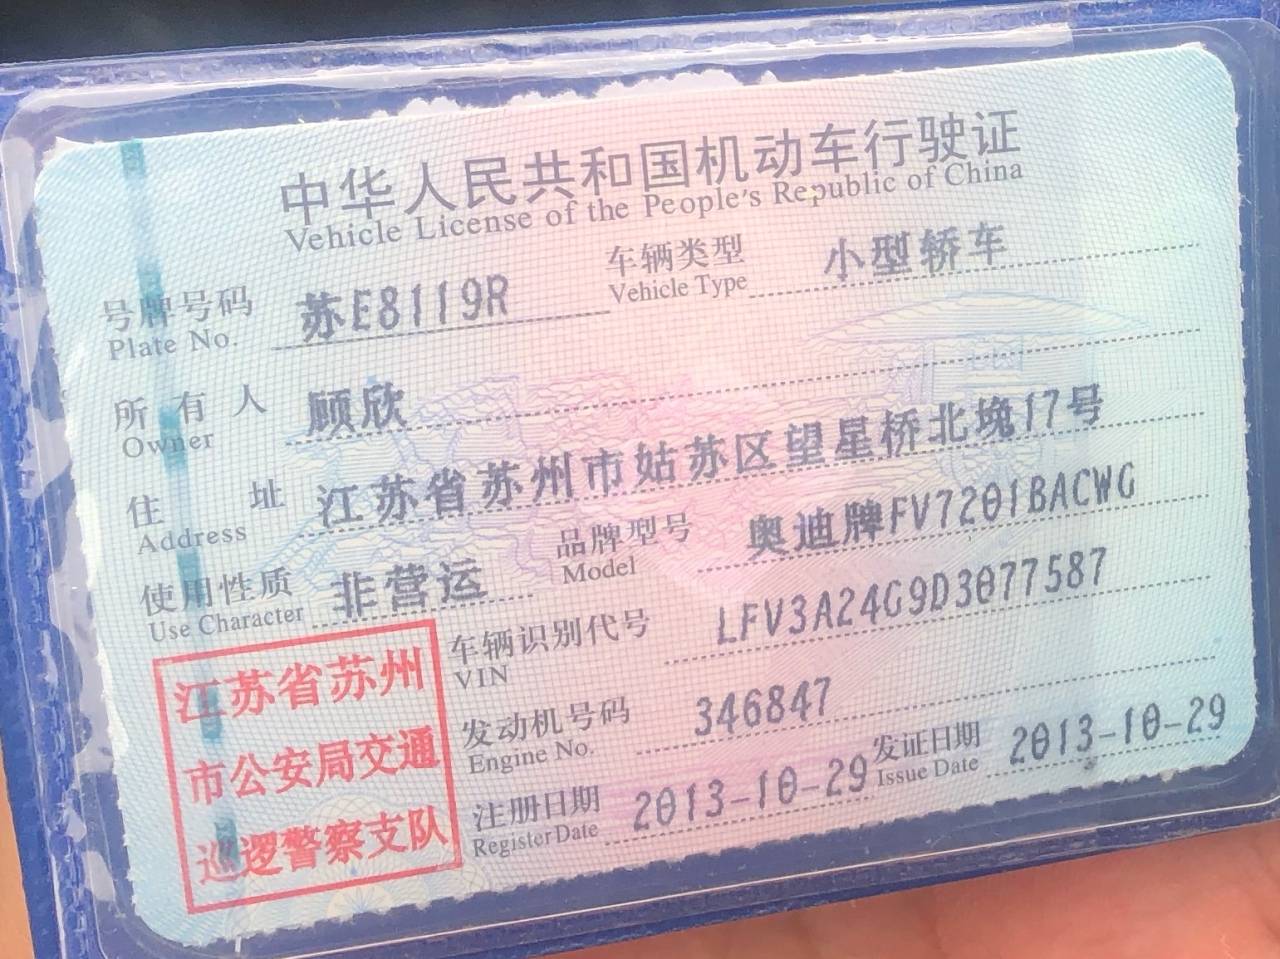 中华人民共和国机动车行驶证
Vehicle License of the People's Republic of China
号牌号码 苏E8119R 车辆类型 小型轿车
Plate No. Vehicle Type
所有人 顾欣
Owner
住址 江苏省苏州市姑苏区望星桥北堍17号
Address
使用性质 非营运 品牌型号 奥迪牌FV7201BACWG
Use Character Model
车辆识别代号 LFV3A24G9D3077587
VIN
发动机号码 346847
Engine No.
注册日期 2013-10-29 发证日期 2013-10-29
Register Date Issue Date
江苏省苏州
市公安局交通
巡逻警察支队